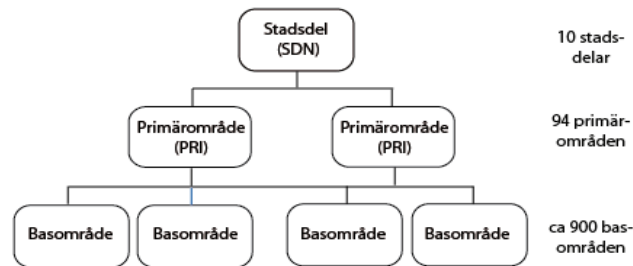 Stadsdel
(SDN)
10 stads-
delar
Primärområde
(PRI)
Primärområde
(PRI)
94 primär-
områden
Basområde
Basområde
Basområde
Basområde
ca 900 bas-
områden